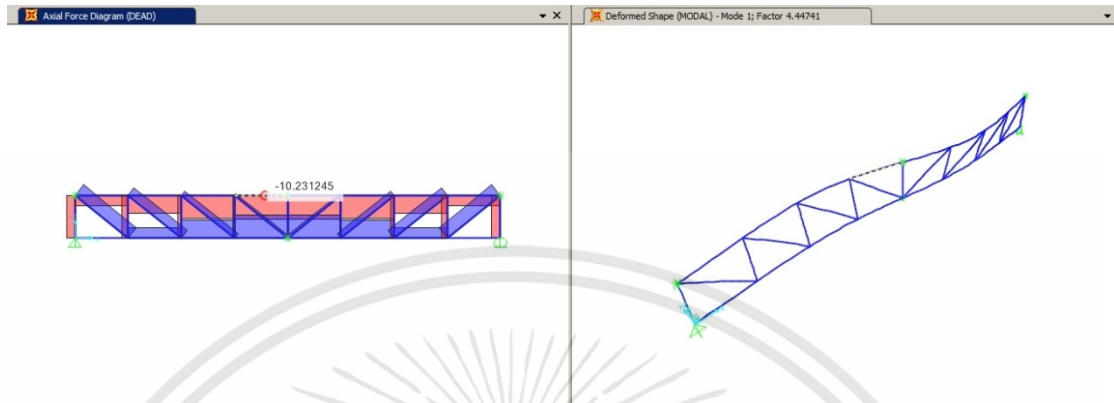 Axial Force Diagram (DEAD)
Deformed Shape (MODAL) - Mode 1; Factor 4.44741
-10.231245